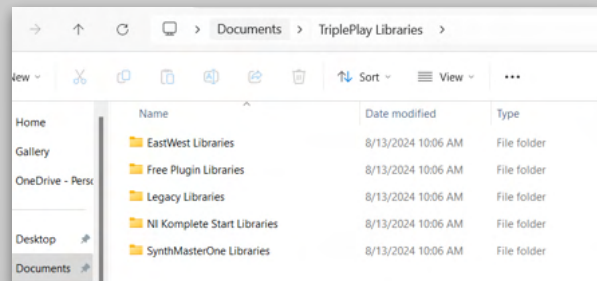 Documents > TriplePlay Libraries >
Sort View ...
Name Date modified Type
Home
Gallery
EastWest Libraries 8/13/2024 10:06 AM File folder
Free Plugin Libraries 8/13/2024 10:06 AM File folder
OneDrive - Persc
Legacy Libraries 8/13/2024 10:06 AM File folder
NI Komplete Start Libraries 8/13/2024 10:06 AM File folder
Desktop
SynthMasterOne Libraries 8/13/2024 10:06 AM File folder
Documents